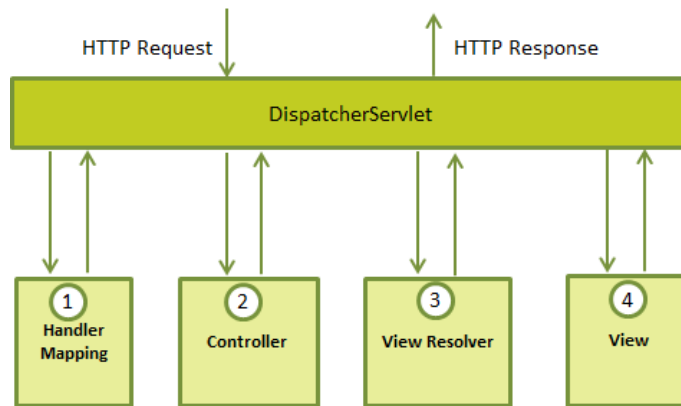 HTTP Request
HTTP Response
DispatcherServlet
1
Handler
Mapping
2
Controller
3
View Resolver
4
View